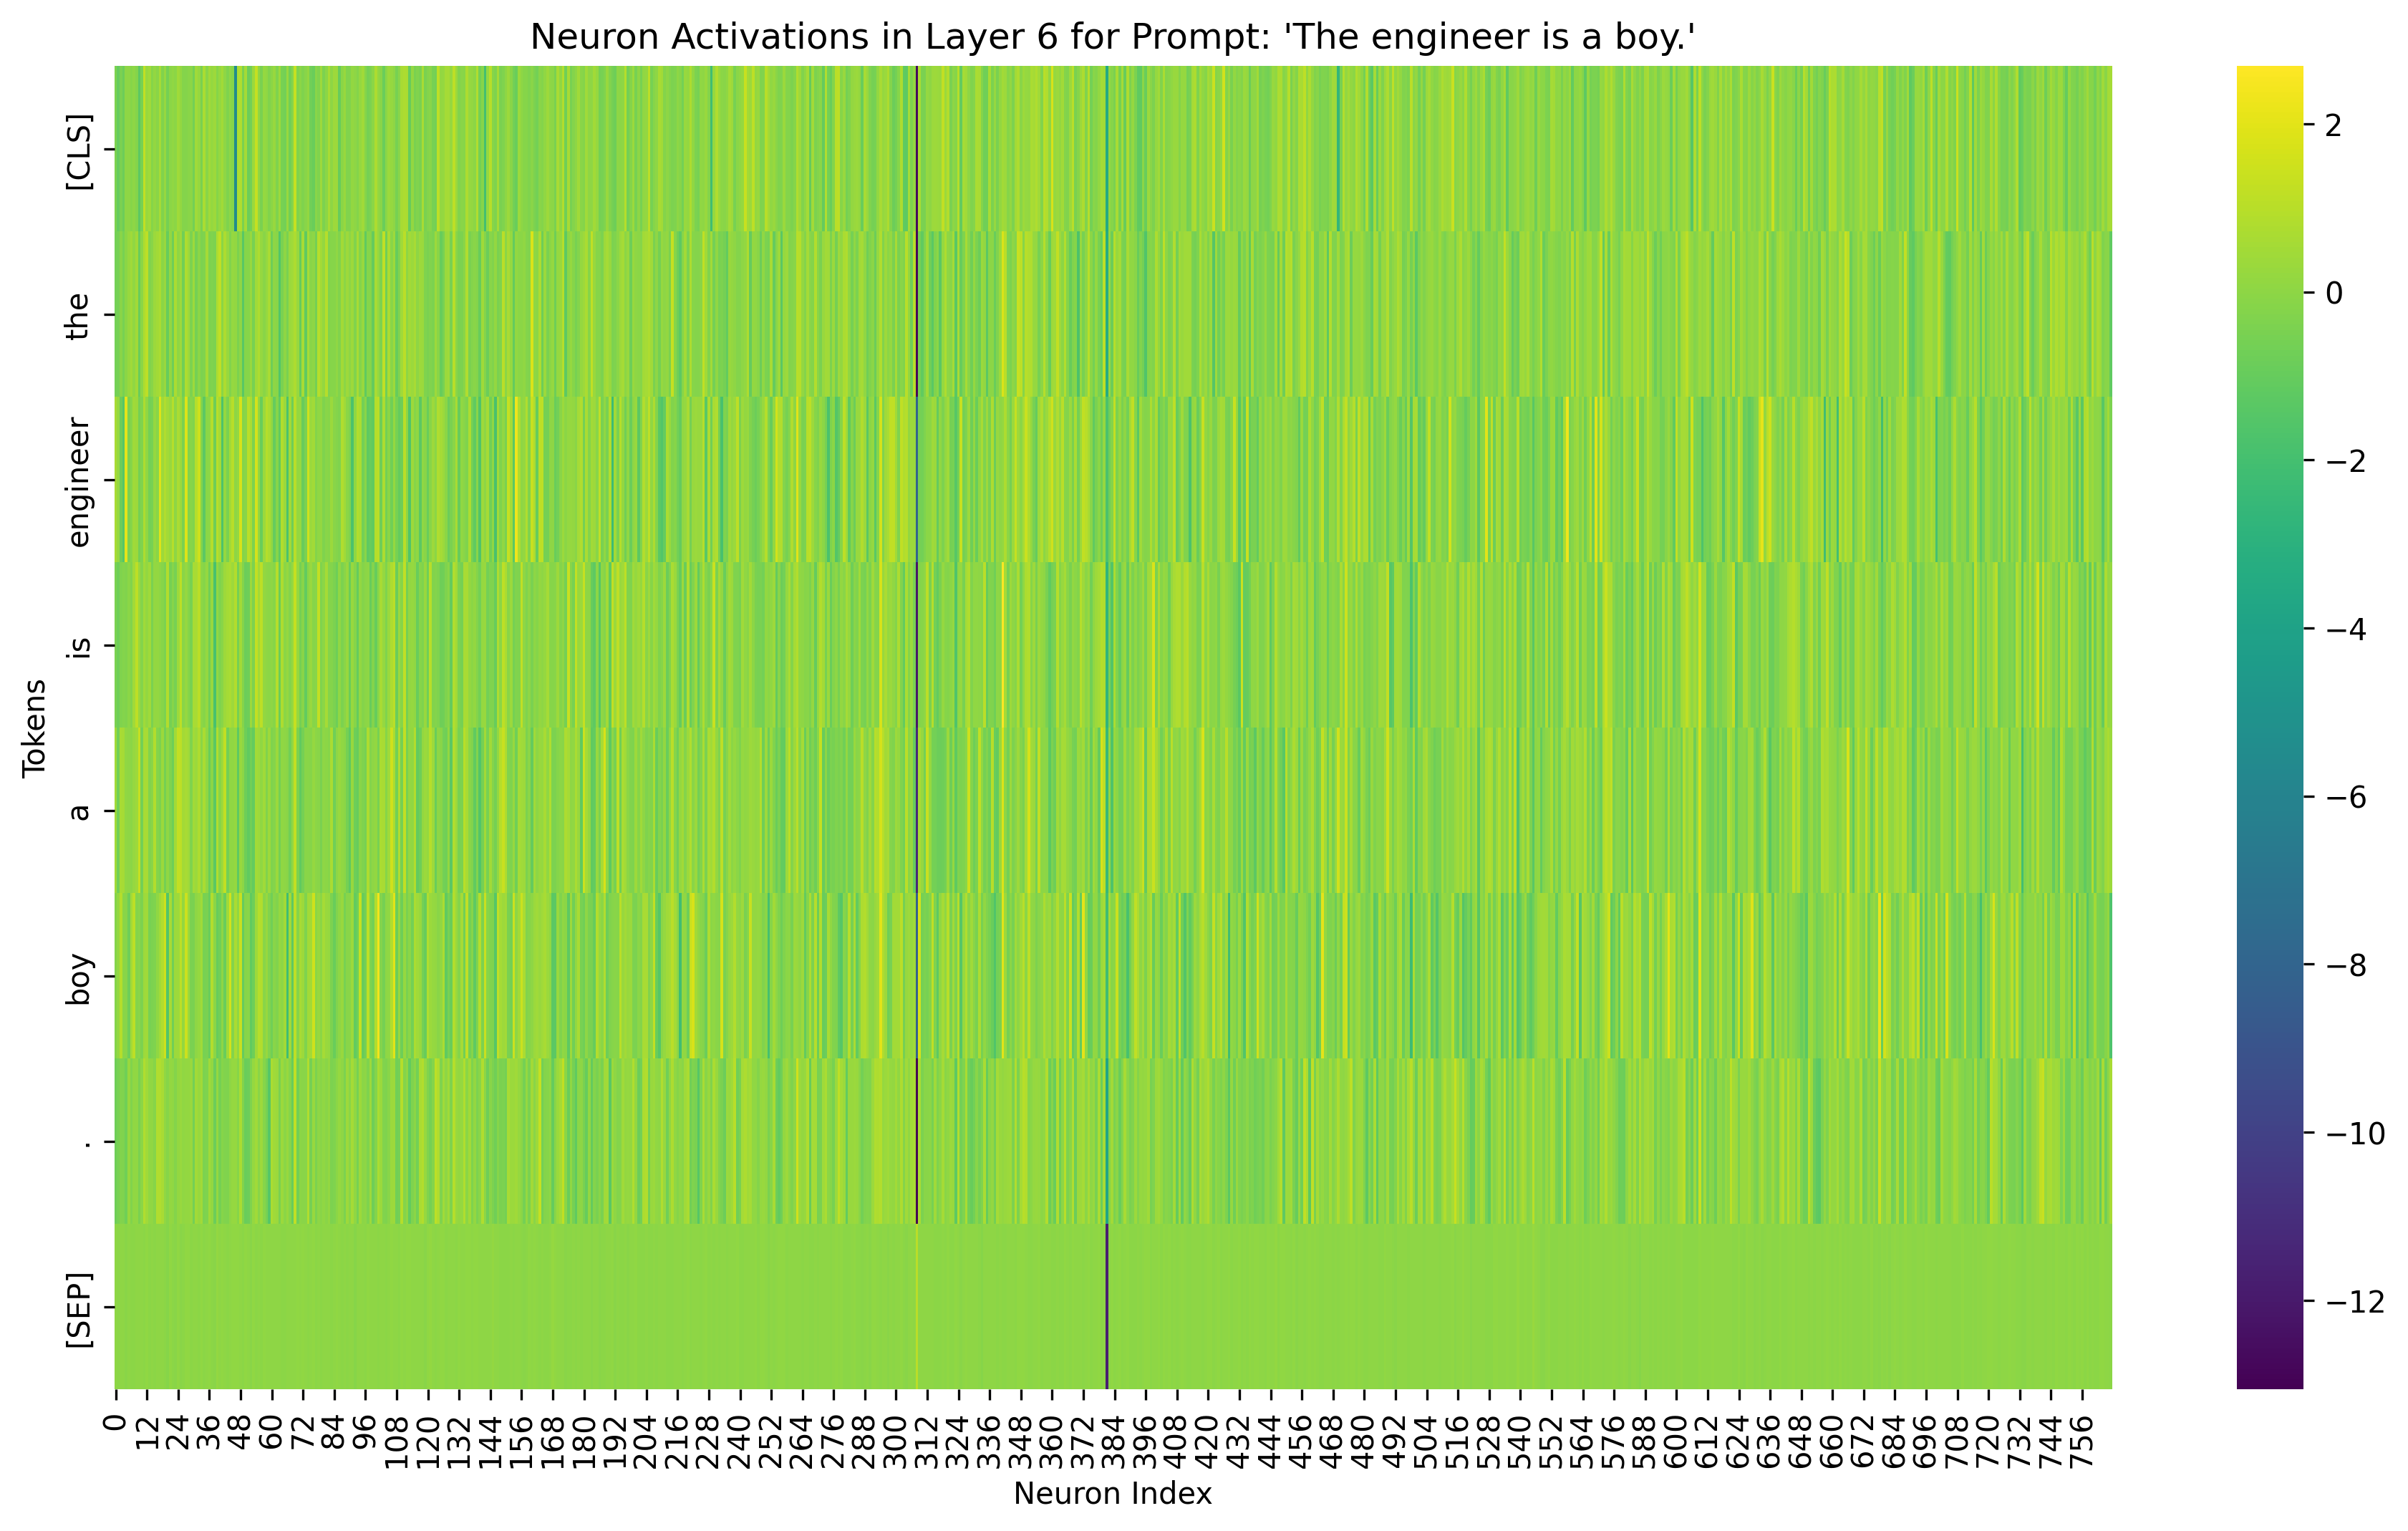 Neuron Activations in Layer 6 for Prompt: 'The engineer is a boy.'
Tokens
[CLS]
the
engineer
is
a
boy
.
[SEP]
0 12 24 36 48 60 72 84 96 108 120 132 144 156 168 180 192 204 216 228 240 252 264 276 288 300 312 324 336 348 360 372 384 396 408 420 432 444 456 468 480 492 504 516 528 540 552 564 576 588 600 612 624 636 648 660 672 684 696 708 720 732 744 756
Neuron Index
2
0
−2
−4
−6
−8
−10
−12